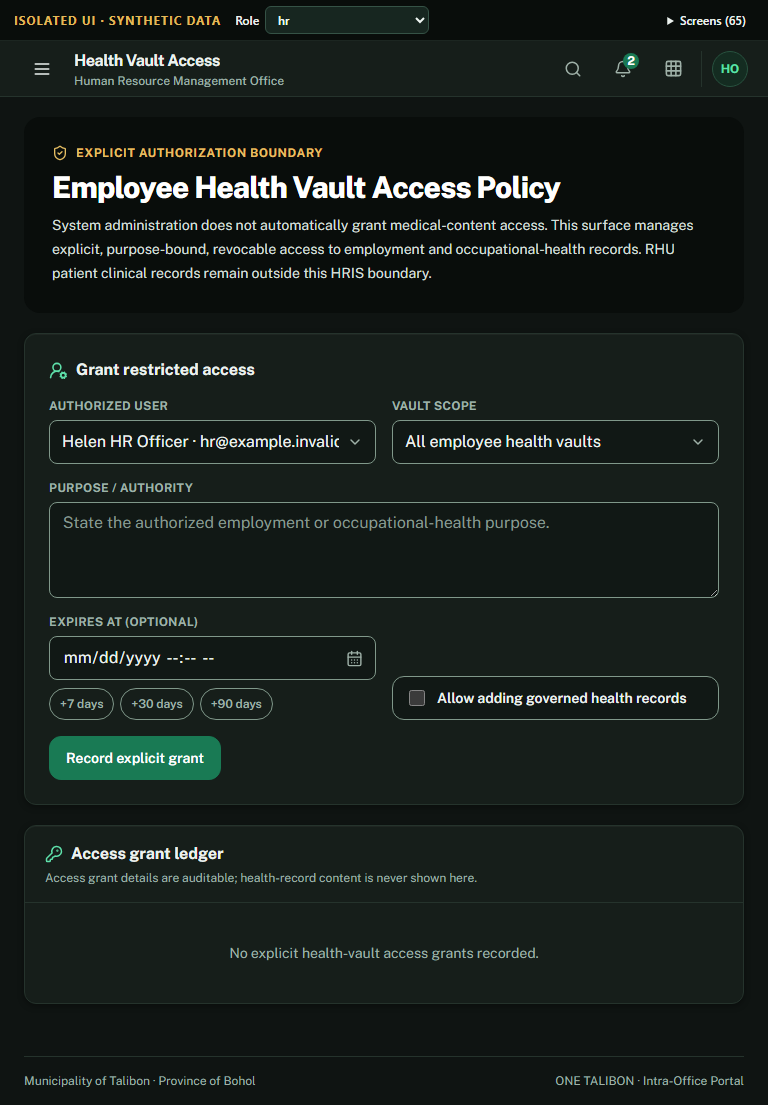 ISOLATED UI · SYNTHETIC DATA Role hr Screens (65)
Health Vault Access
Human Resource Management Office
2
HO
EXPLICIT AUTHORIZATION BOUNDARY
Employee Health Vault Access Policy
System administration does not automatically grant medical-content access. This surface manages
explicit, purpose-bound, revocable access to employment and occupational-health records. RHU
patient clinical records remain outside this HRIS boundary.
Grant restricted access
AUTHORIZED USER VAULT SCOPE
Helen HR Officer · hr@example.invalid All employee health vaults
PURPOSE / AUTHORITY
State the authorized employment or occupational-health purpose.
EXPIRES AT (OPTIONAL)
mm/dd/yyyy --:-- --
+7 days +30 days +90 days
Allow adding governed health records
Record explicit grant
Access grant ledger
Access grant details are auditable; health-record content is never shown here.
No explicit health-vault access grants recorded.
Municipality of Talibon · Province of Bohol ONE TALIBON · Intra-Office Portal